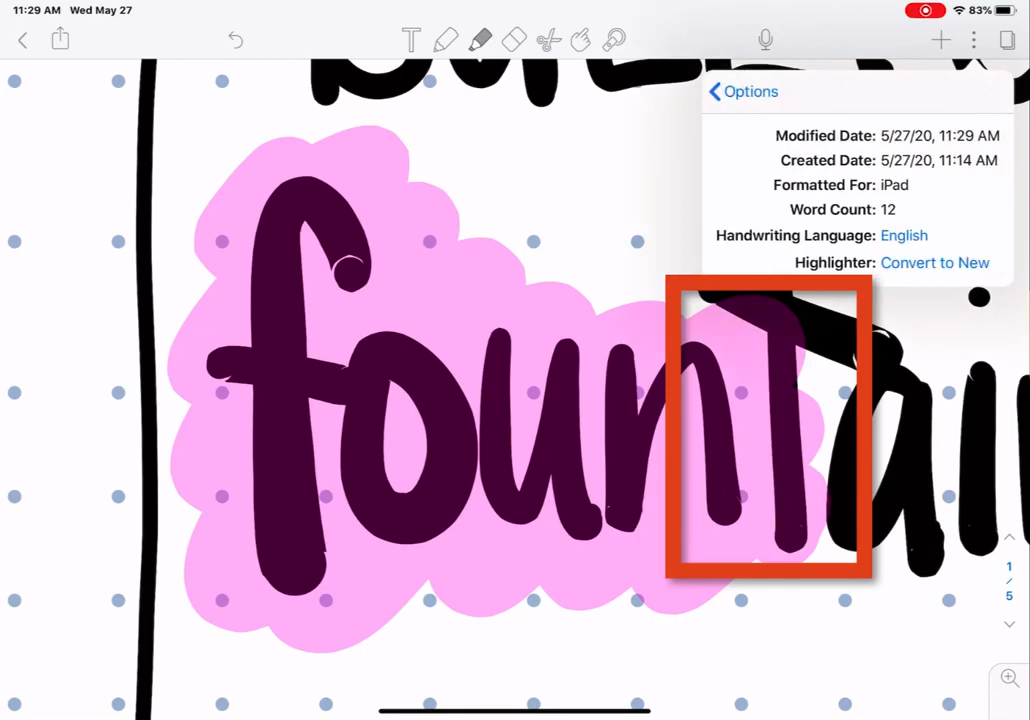 11:29 AM Wed May 27
83%
Options
Modified Date: 5/27/20, 11:29 AM
Created Date: 5/27/20, 11:14 AM
Formatted For: iPad
Word Count: 12
Handwriting Language: English
Highlighter: Convert to New
fountain
1
/
5